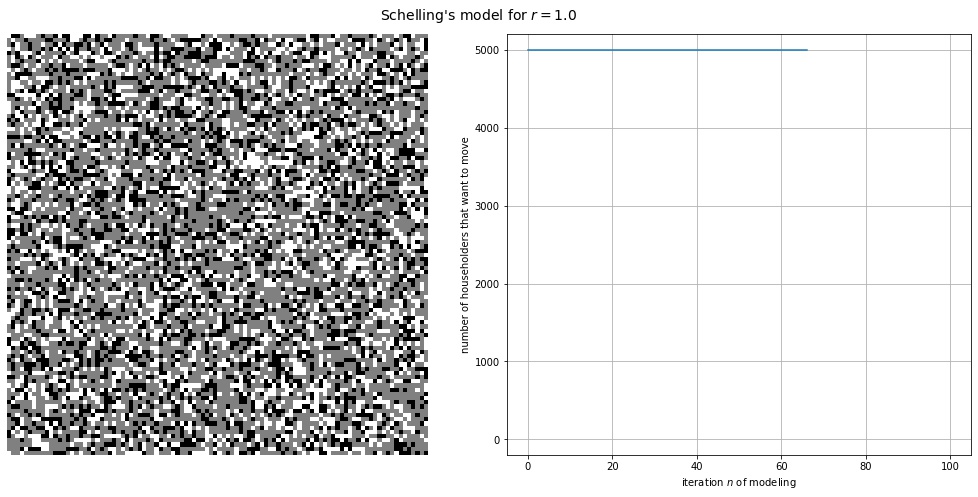 Schelling's model for r = 1.0
number of householders that want to move
5000
4000
3000
2000
1000
0
0 20 40 60 80 100
iteration n of modeling